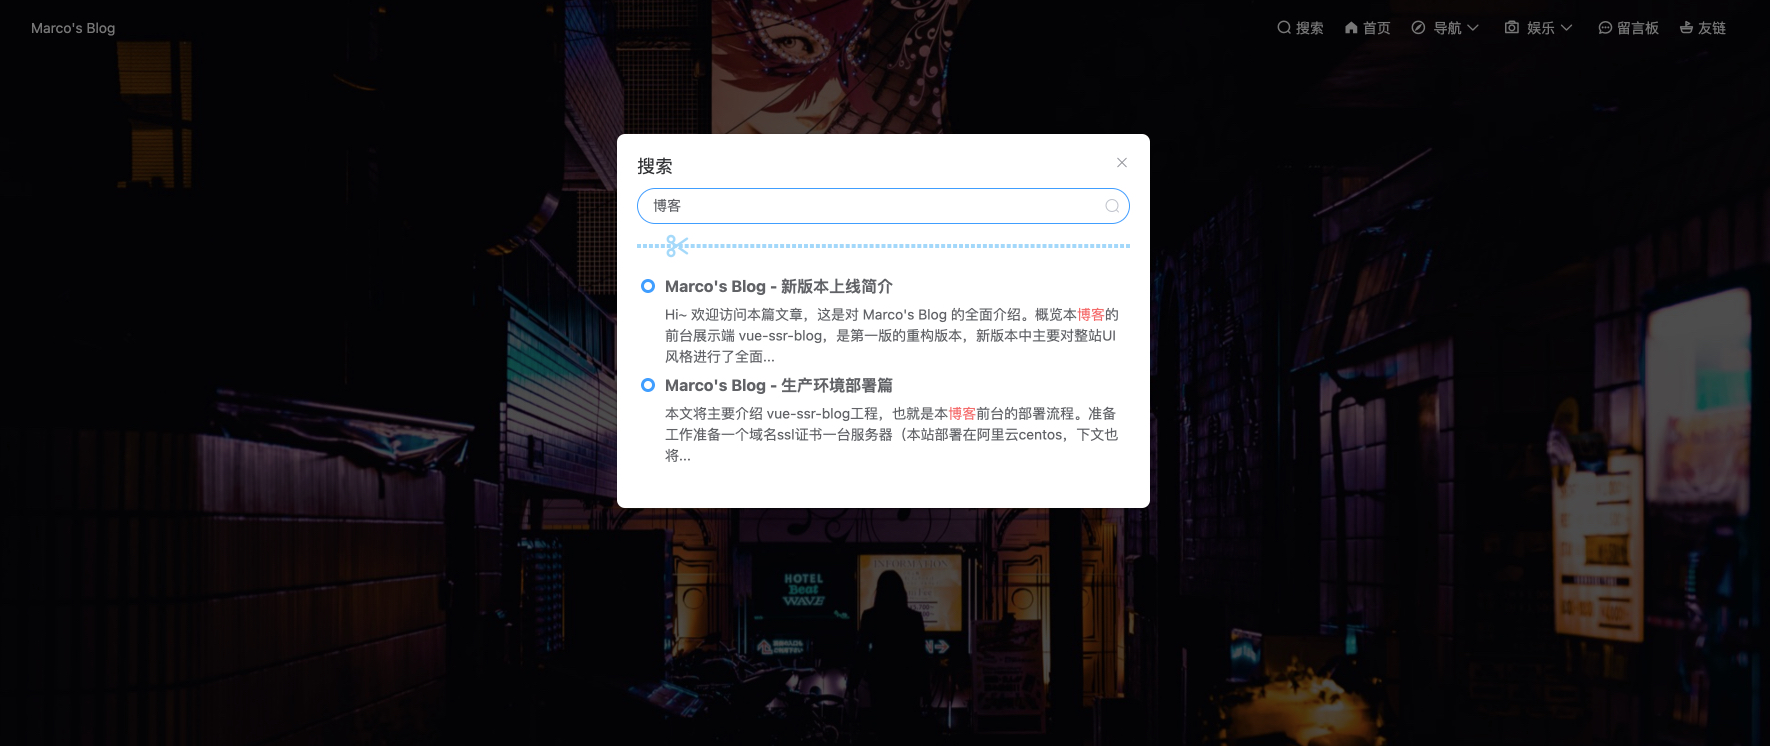 Marco's Blog
搜索 首页 导航 娱乐 留言板 友链
搜索
博客
Marco's Blog - 新版本上线简介
Hi~ 欢迎访问本篇文章，这是对 Marco's Blog 的全面介绍。概览本博客的
前台展示端 vue-ssr-blog，是第一版的重构版本，新版本中主要对整站UI
风格进行了全面...
Marco's Blog - 生产环境部署篇
本文将主要介绍 vue-ssr-blog工程，也就是本博客前台的部署流程。准备
工作准备一个域名ssl证书一台服务器（本站部署在阿里云centos，下文也
将...
INFORMATION
HOTEL
Beat
WAVE